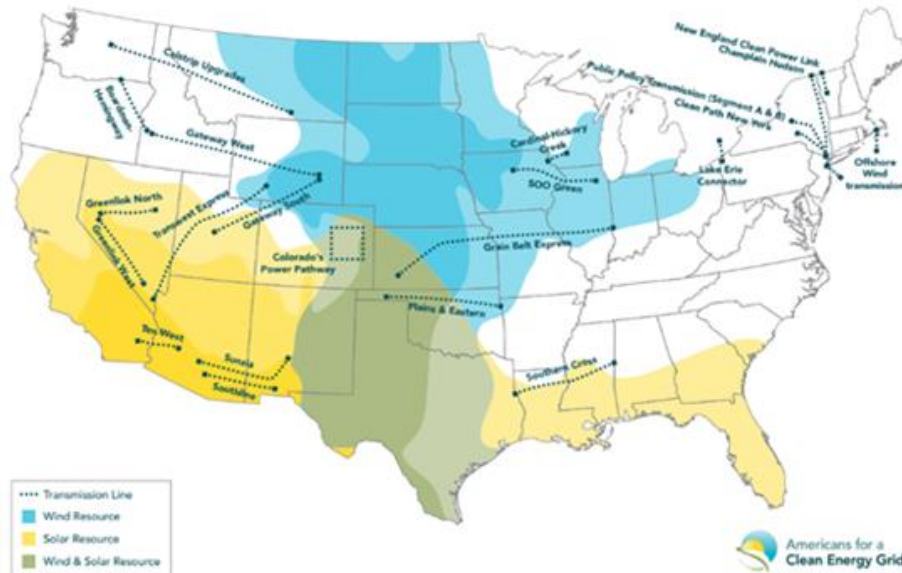 New England Clean Power Link
Champlain Hudson
Public Policy Transmission (Segment A & B)
Clean Path New York
Colstrip Upgrades
Boardman-
Hemingway
Gateway West
Cardinal-Hickory
Creek
SOO Green
Lake Erie
Connector
Offshore
Wind
transmission
Greenlink North
Transwest Express
Gateway South
Greenlink West
Colorado's
Power Pathway
Grain Belt Express
Plains & Eastern
Ten West
Sunzia
Southline
Southern Cross
Transmission Line
Wind Resource
Solar Resource
Wind & Solar Resource
Americans for a
Clean Energy Grid